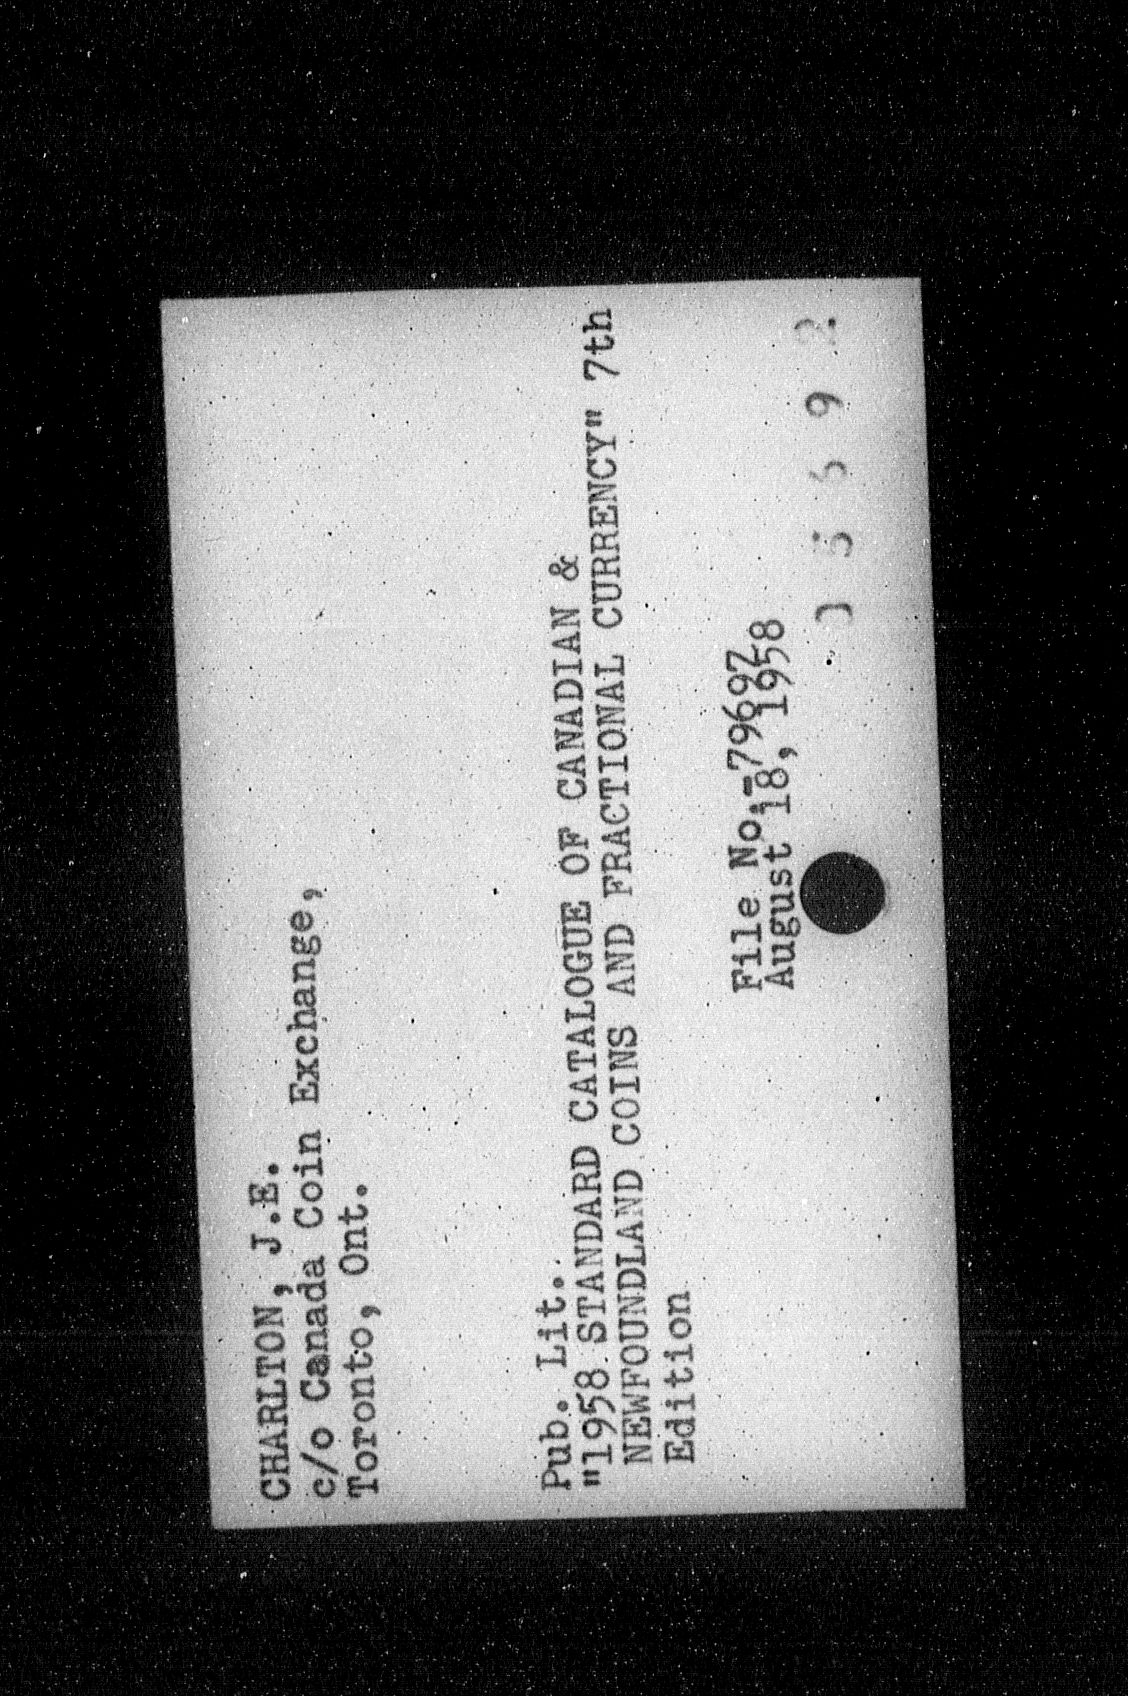 CHARLTON, J.E.
c/o Canada Coin Exchange,
Toronto, Ont.
Pub. Lit.
"1958 STANDARD CATALOGUE OF CANADIAN &
NEWFOUNDLAND COINS AND FRACTIONAL CURRENCY" 7th
Edition
File No.-79697
August 18, 1958